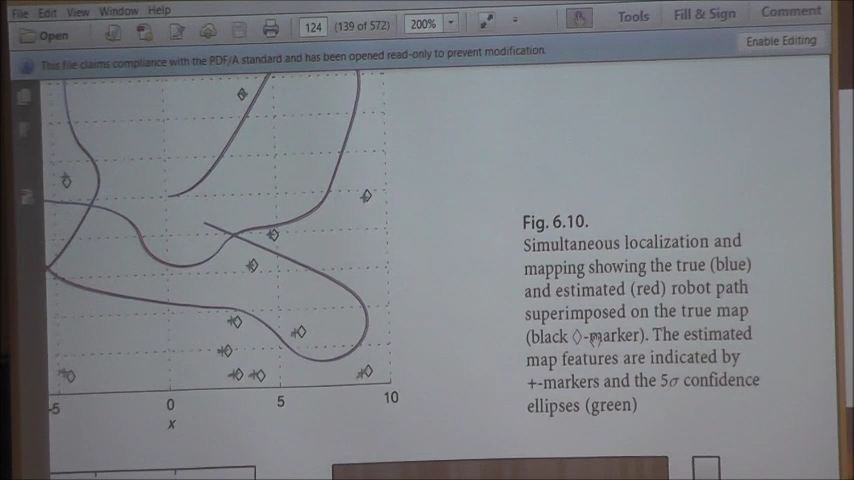 File Edit View Window Help
Open 124 (139 of 572) 200% Tools Fill & Sign Comment
This file claims compliance with the PDF/A standard and has been opened read-only to prevent modification. Enable Editing
Fig. 6.10.
Simultaneous localization and
mapping showing the true (blue)
and estimated (red) robot path
superimposed on the true map
(black ◊-marker). The estimated
map features are indicated by
+-markers and the 5σ confidence
ellipses (green)
-5 0 5 10
x